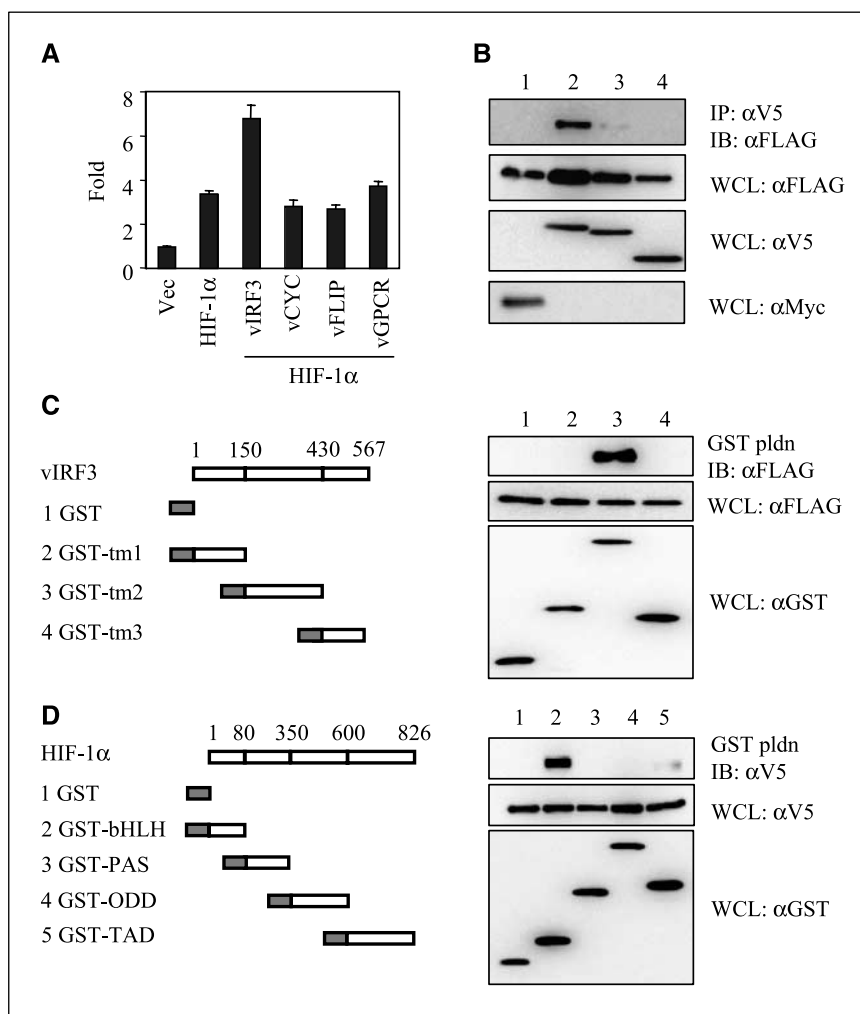 A
8
6
4
2
0
Fold
Vec
HIF-1α
vIRF3
vCYC
vFLIP
vGPCR
HIF-1α
B
1 2 3 4
IP: αV5
IB: αFLAG
WCL: αFLAG
WCL: αV5
WCL: αMyc
C
1 150 430 567
vIRF3
1 GST
2 GST-tm1
3 GST-tm2
4 GST-tm3
1 2 3 4
GST pldn
IB: αFLAG
WCL: αFLAG
WCL: αGST
D
1 80 350 600 826
HIF-1α
1 GST
2 GST-bHLH
3 GST-PAS
4 GST-ODD
5 GST-TAD
1 2 3 4 5
GST pldn
IB: αV5
WCL: αV5
WCL: αGST